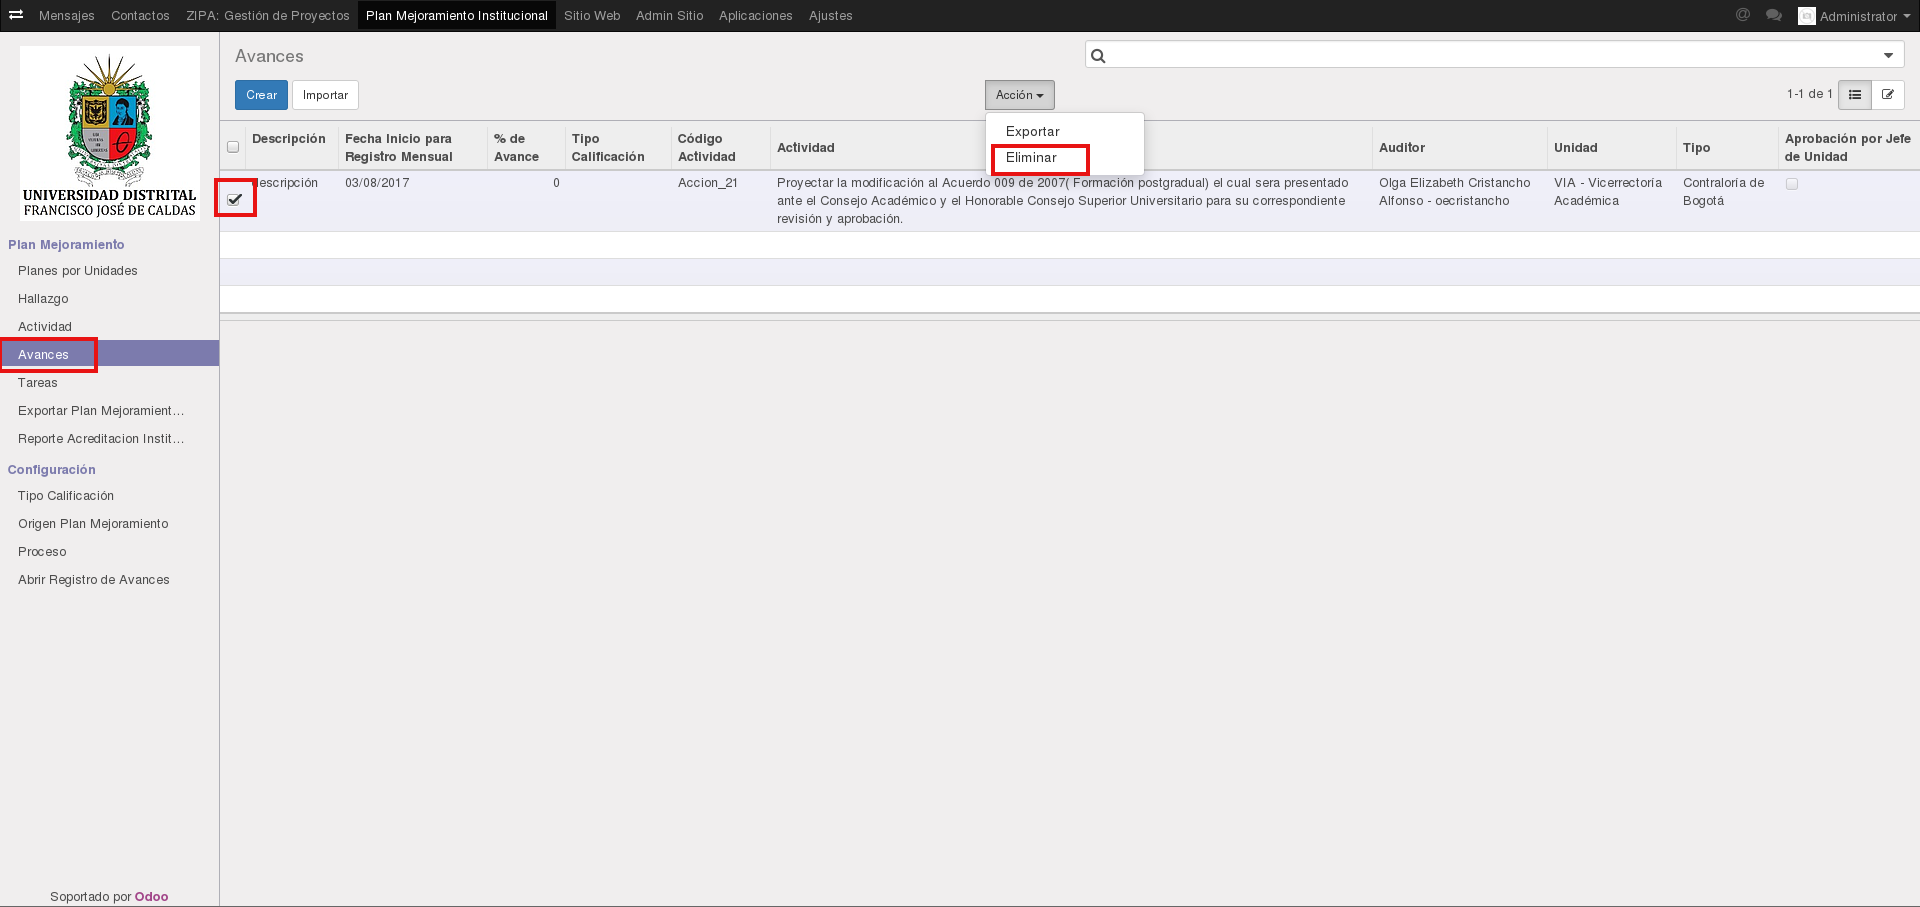 Mensajes Contactos ZIPA: Gestión de Proyectos Plan Mejoramiento Institucional Sitio Web Admin Sitio Aplicaciones Ajustes @ Administrator
UNIVERSIDAD DISTRITAL
FRANCISCO JOSÉ DE CALDAS
Plan Mejoramiento
Planes por Unidades
Hallazgo
Actividad
Avances
Tareas
Exportar Plan Mejoramient...
Reporte Acreditacion Instit...
Configuración
Tipo Calificación
Origen Plan Mejoramiento
Proceso
Abrir Registro de Avances
Soportado por Odoo
Avances
Crear Importar Acción 1-1 de 1
Exportar
Eliminar
Descripción
Fecha Inicio para
Registro Mensual
% de
Avance
Tipo
Calificación
Código
Actividad
Actividad
Auditor
Unidad
Tipo
Aprobación por Jefe
de Unidad
descripción
03/08/2017
0
Accion_21
Proyectar la modificación al Acuerdo 009 de 2007( Formación postgradual) el cual sera presentado
ante el Consejo Académico y el Honorable Consejo Superior Universitario para su correspondiente
revisión y aprobación.
Olga Elizabeth Cristancho
Alfonso - oecristancho
VIA - Vicerrectoría
Académica
Contraloría de
Bogotá